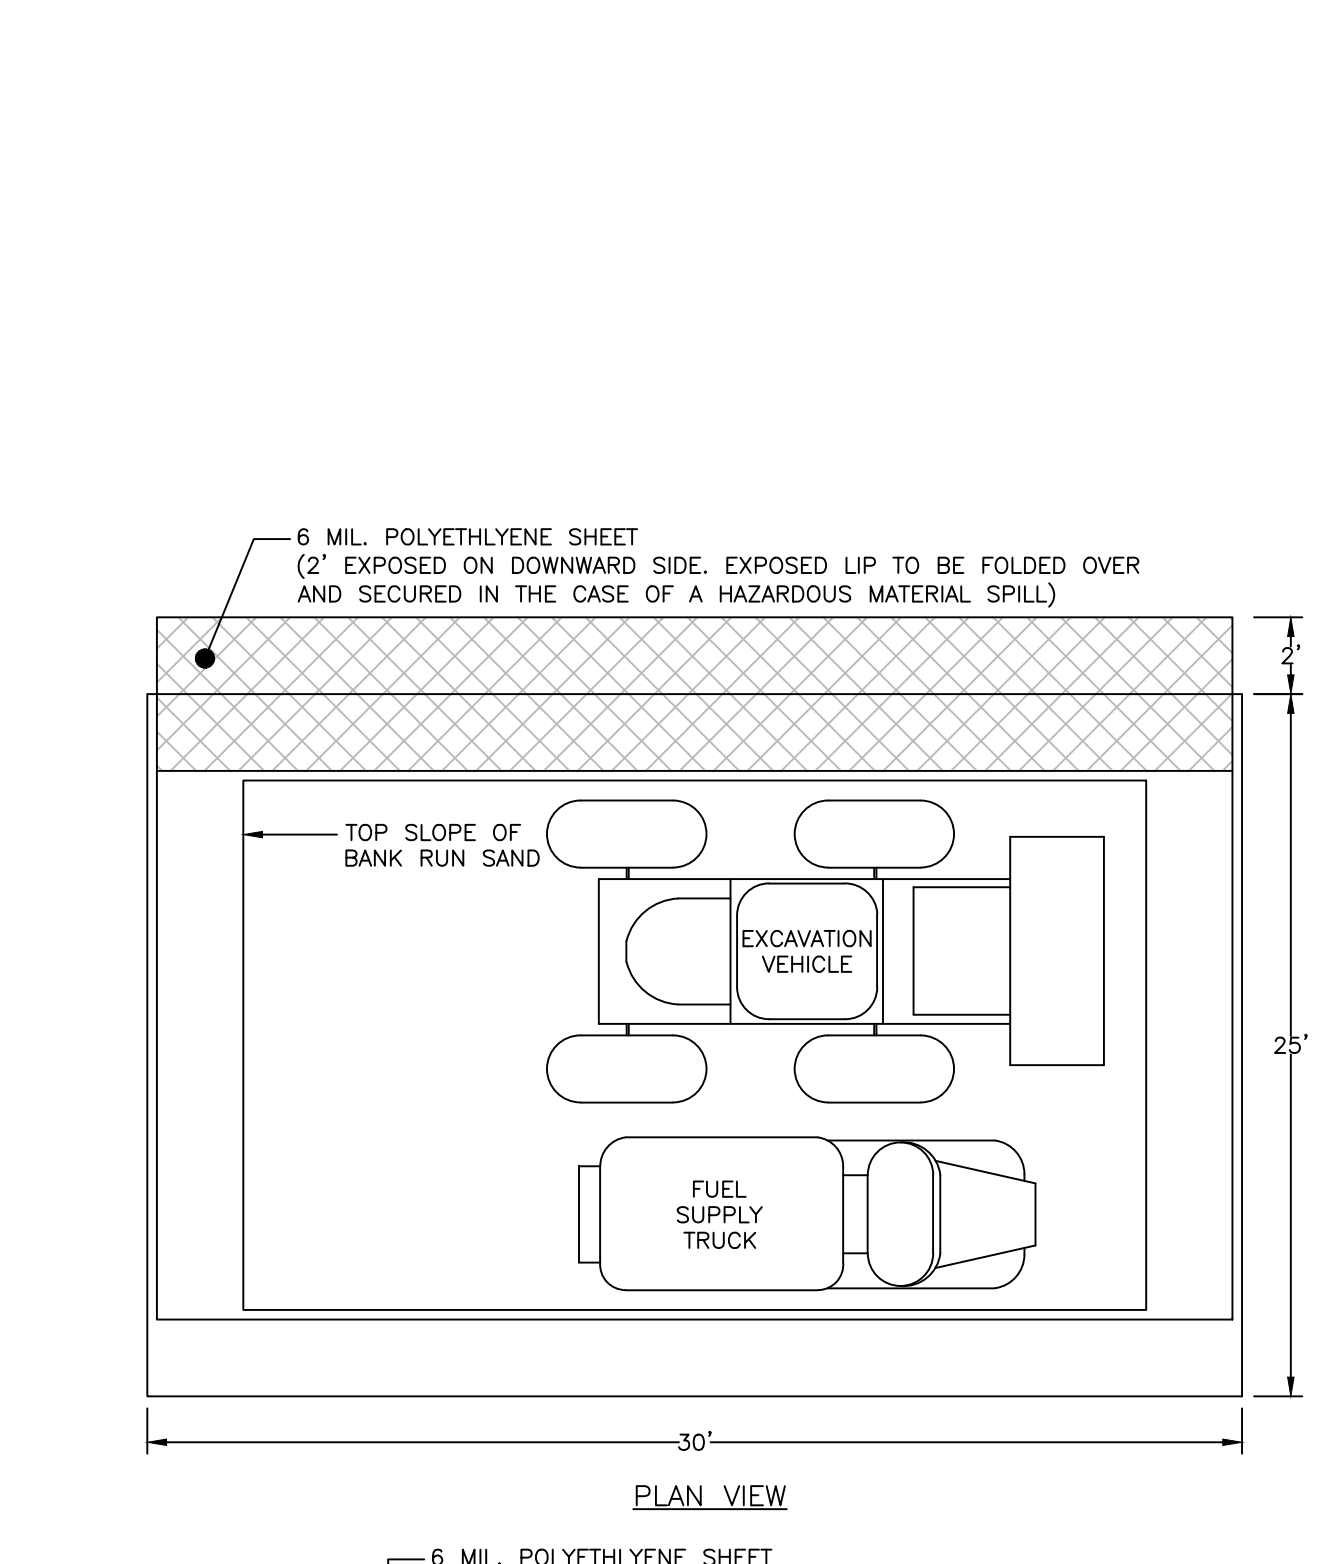 6 MIL. POLYETHLYENE SHEET
(2' EXPOSED ON DOWNWARD SIDE. EXPOSED LIP TO BE FOLDED OVER
AND SECURED IN THE CASE OF A HAZARDOUS MATERIAL SPILL)
2'
TOP SLOPE OF
BANK RUN SAND
EXCAVATION
VEHICLE
25'
FUEL
SUPPLY
TRUCK
30'
PLAN VIEW
6 MIL. POLYETHLYENE SHEET